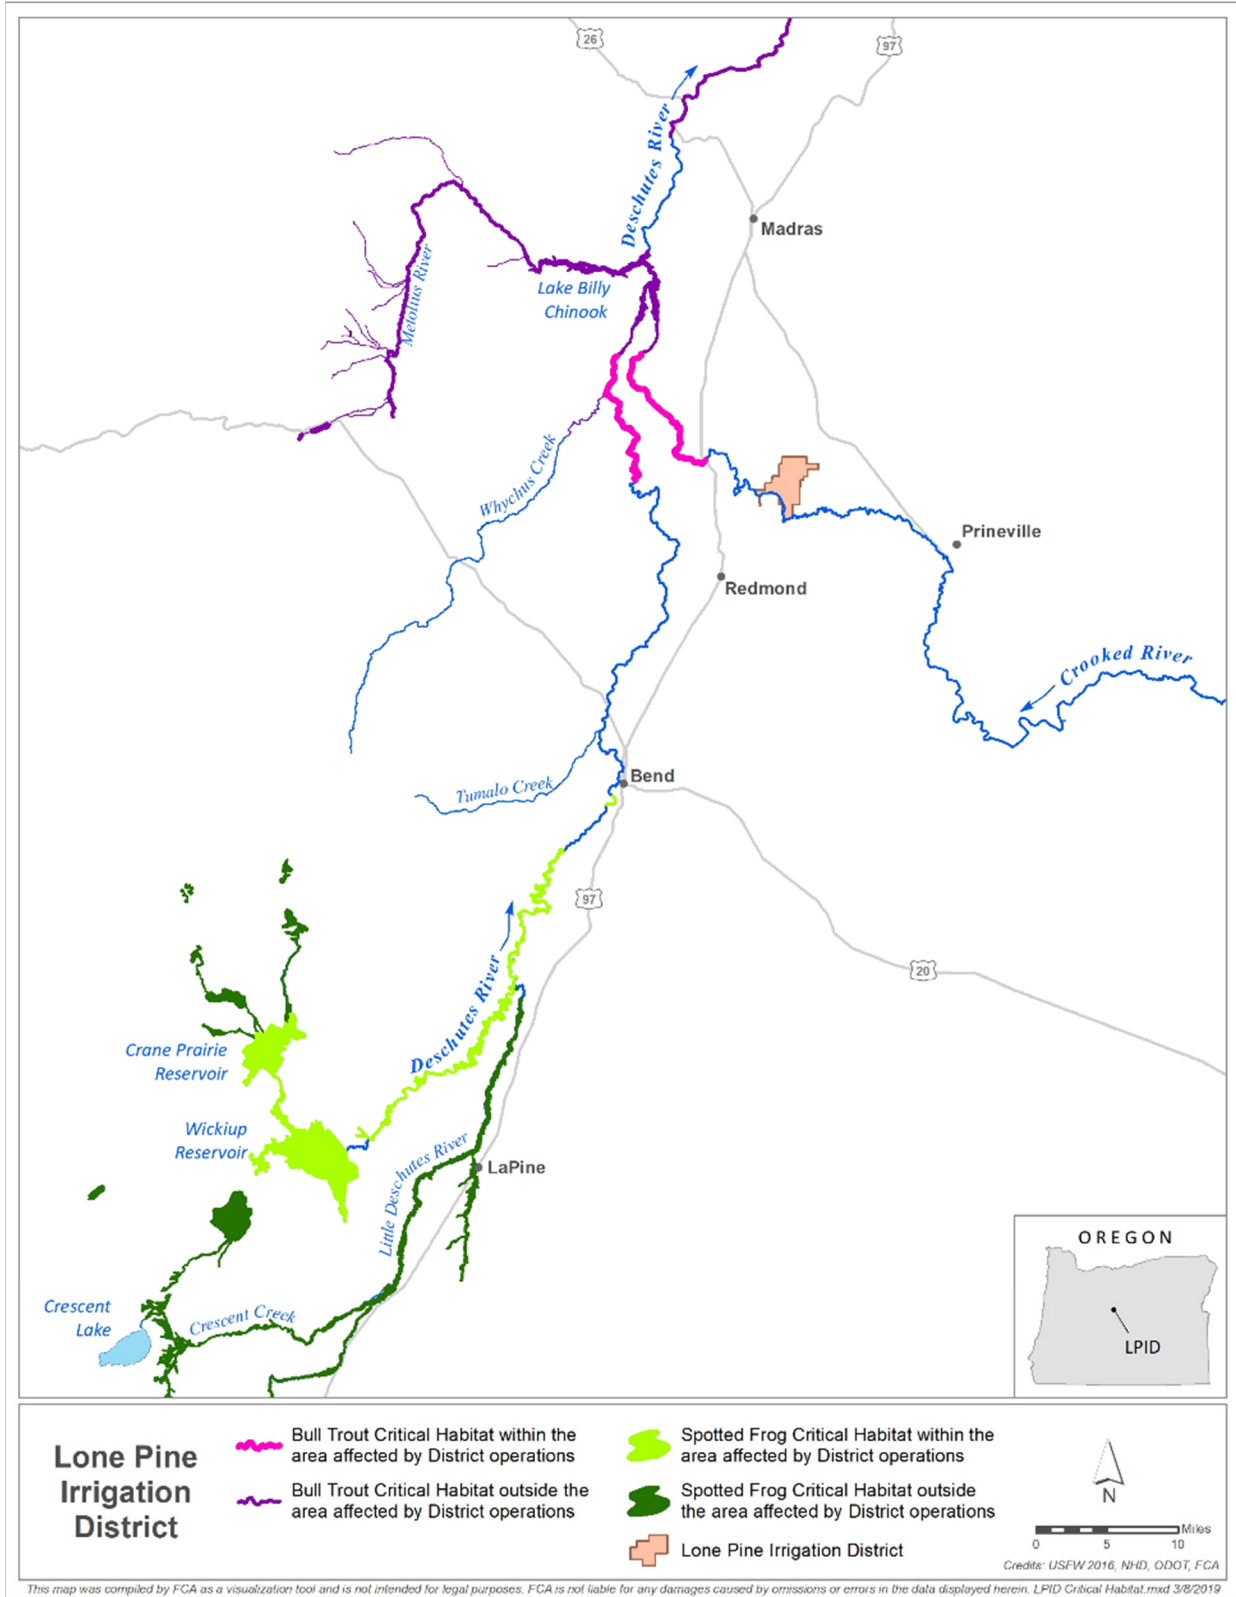 26
97
Deschutes River
Madras
Metolius River
Lake Billy
Chinook
Whychus Creek
Prineville
Redmond
Crooked River
Bend
Tumalo Creek
97
20
Deschutes River
Crane Prairie
Reservoir
Wickiup
Reservoir
Little Deschutes River
LaPine
Crescent
Lake
Crescent Creek
OREGON
LPID
Lone Pine
Irrigation
District
Bull Trout Critical Habitat within the
area affected by District operations
Bull Trout Critical Habitat outside the
area affected by District operations
Spotted Frog Critical Habitat within the
area affected by District operations
Spotted Frog Critical Habitat outside
the area affected by District operations
Lone Pine Irrigation District
N
Miles
0 5 10
Credits: USFW 2016, NHD, ODOT, FCA
This map was compiled by FCA as a visualization tool and is not intended for legal purposes. FCA is not liable for any damages caused by omissions or errors in the data displayed herein. LPID Critical Habitat.mxd 3/8/2019